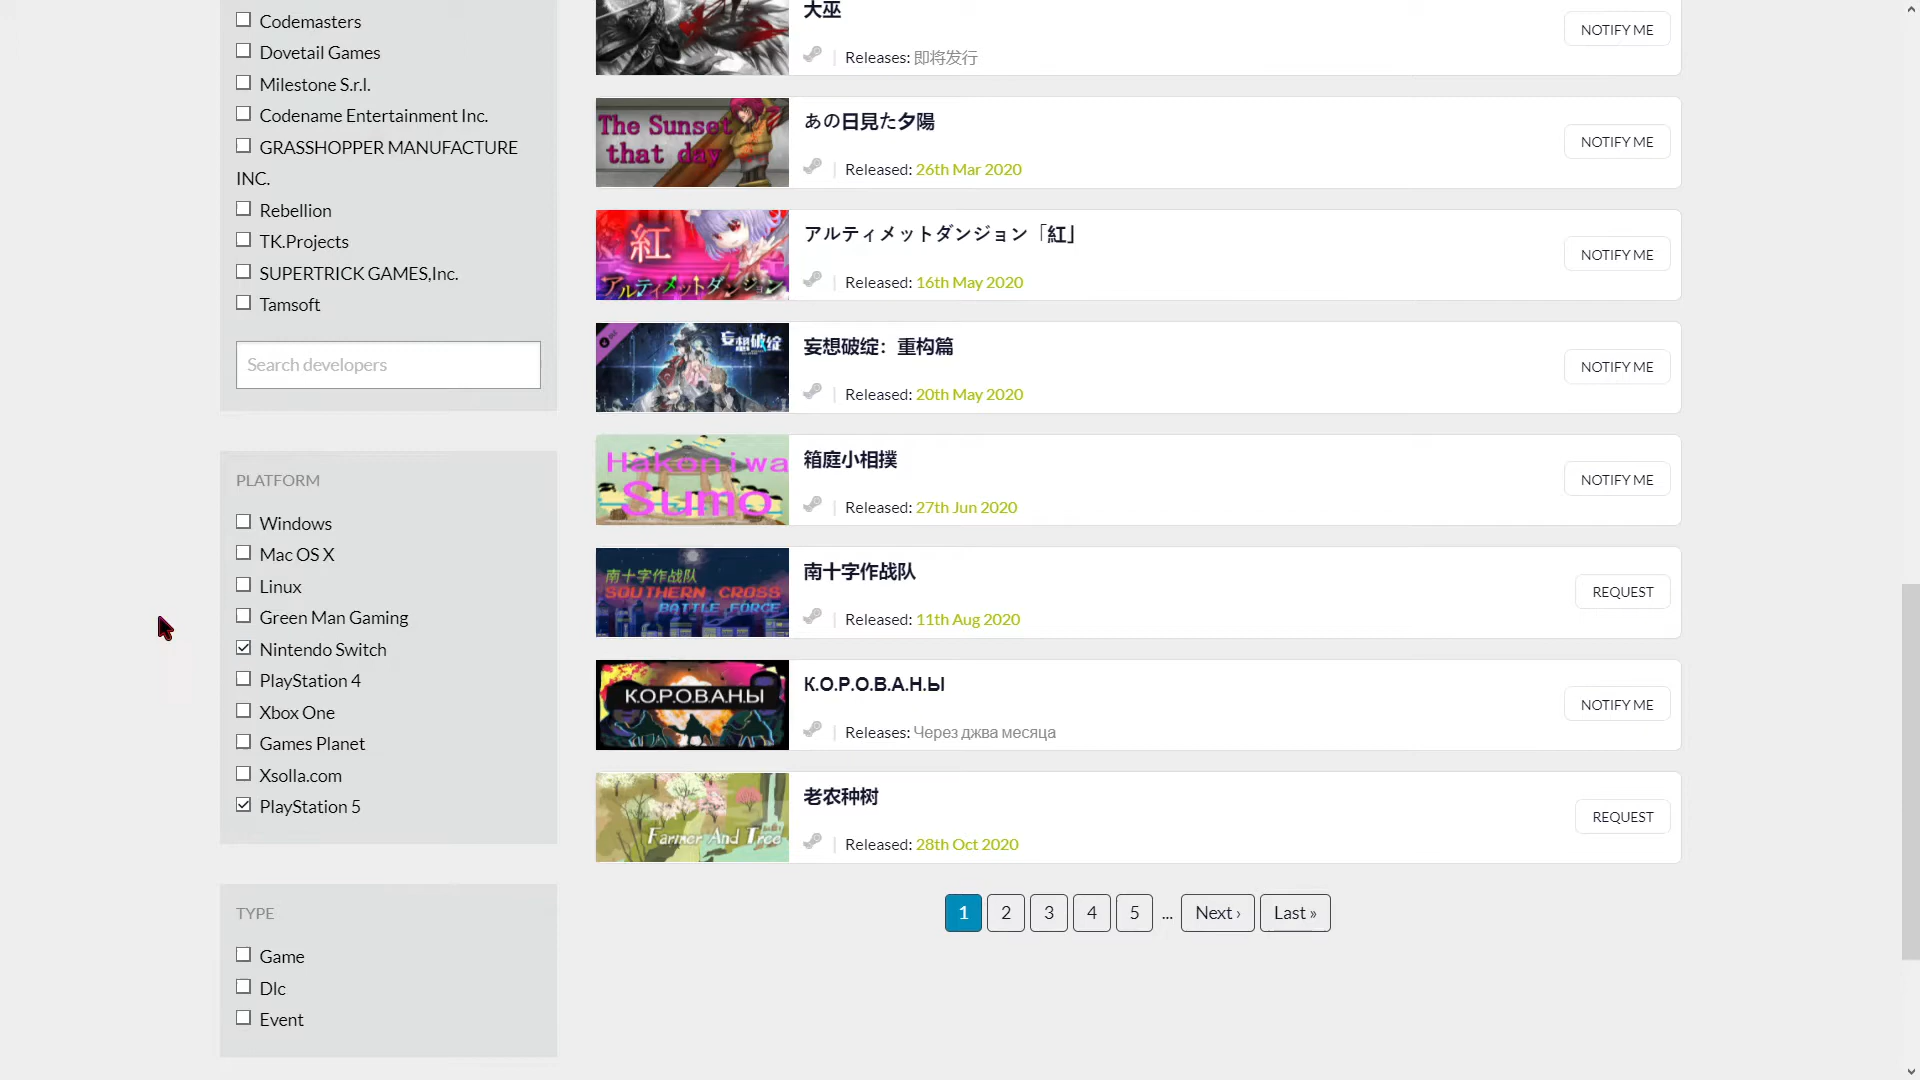 Codemasters
Dovetail Games
Milestone S.r.l.
Codename Entertainment Inc.
GRASSHOPPER MANUFACTURE
INC.
Rebellion
TK.Projects
SUPERTRICK GAMES,Inc.
Tamsoft
Search developers
PLATFORM
Windows
Mac OS X
Linux
Green Man Gaming
Nintendo Switch
PlayStation 4
Xbox One
Games Planet
Xsolla.com
PlayStation 5
TYPE
Game
Dlc
Event
大巫
Releases: 即将发行
NOTIFY ME
The Sunset
that day
あの日見た夕陽
Released: 26th Mar 2020
NOTIFY ME
紅
アルティメットダンジョン
アルティメットダンジョン「紅」
Released: 16th May 2020
NOTIFY ME
妄想破绽
妄想破绽：重构篇
Released: 20th May 2020
NOTIFY ME
Hakoniwa
Sumo
箱庭小相撲
Released: 27th Jun 2020
NOTIFY ME
南十字作战队
SOUTHERN CROSS
BATTLE FORCE
南十字作战队
Released: 11th Aug 2020
REQUEST
К.О.Р.О.В.А.Н.Ы
К.О.Р.О.В.А.Н.Ы
Releases: Через джва месяца
NOTIFY ME
Farmer And Tree
老农种树
Released: 28th Oct 2020
REQUEST
1 2 3 4 5 ... Next › Last »